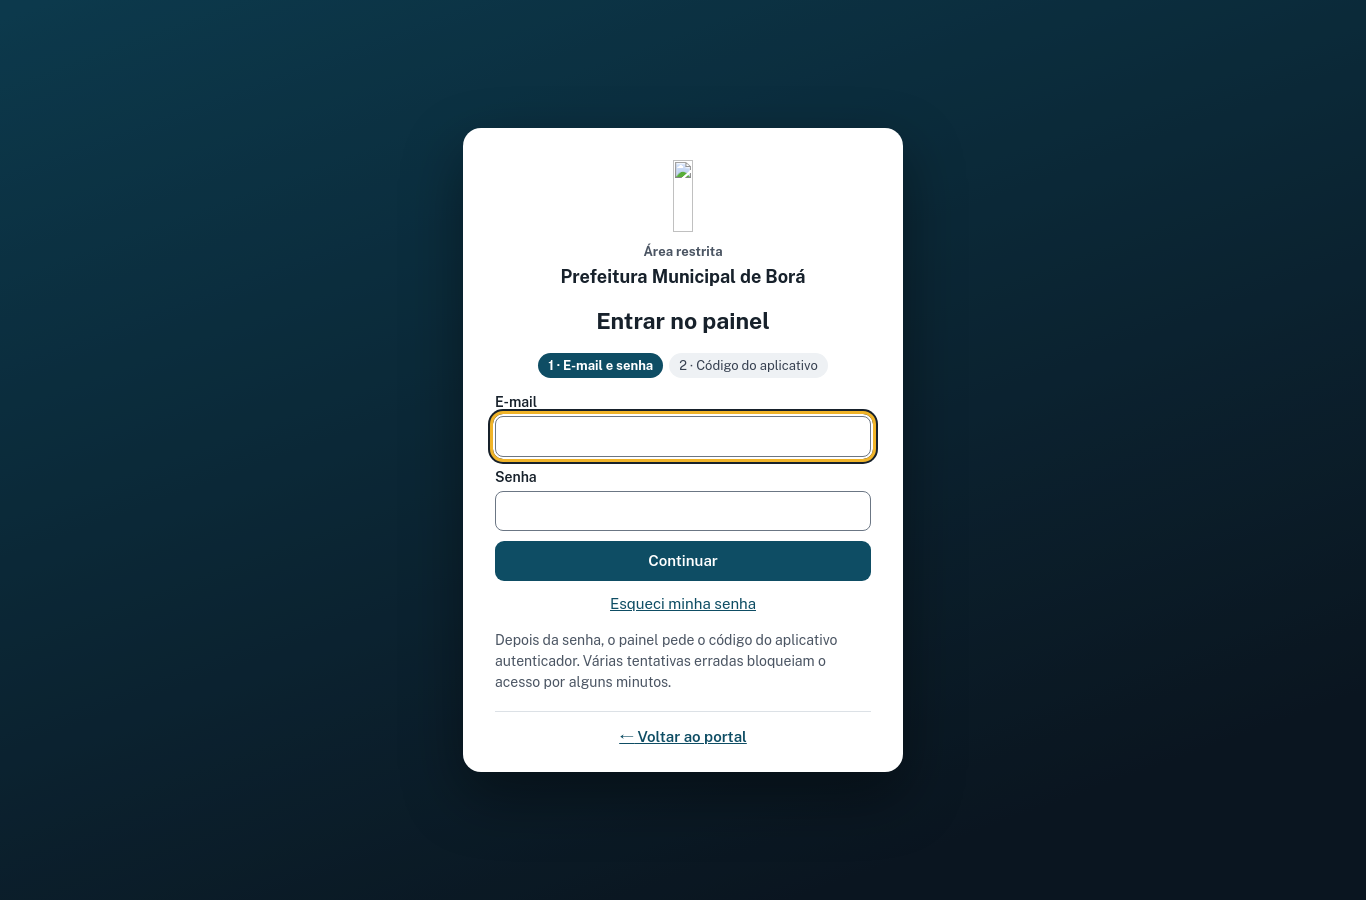 Área restrita
Prefeitura Municipal de Borá
Entrar no painel
1 · E-mail e senha
2 · Código do aplicativo
E-mail
Senha
Continuar
Esqueci minha senha
Depois da senha, o painel pede o código do aplicativo
autenticador. Várias tentativas erradas bloqueiam o
acesso por alguns minutos.
← Voltar ao portal